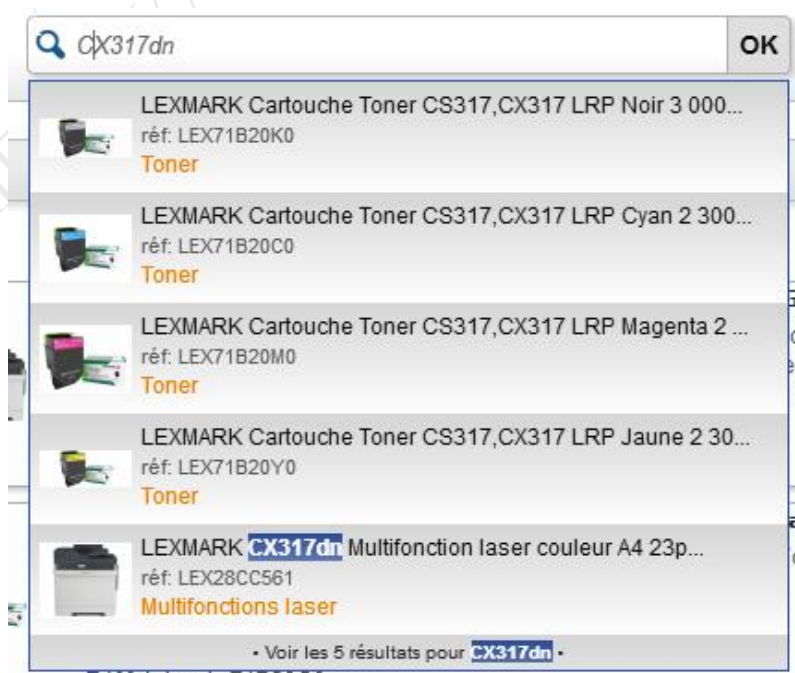 CX317dn
OK
LEXMARK Cartouche Toner CS317,CX317 LRP Noir 3 000...
réf: LEX71B20K0
Toner
LEXMARK Cartouche Toner CS317,CX317 LRP Cyan 2 300...
réf: LEX71B20C0
Toner
LEXMARK Cartouche Toner CS317,CX317 LRP Magenta 2 ...
réf: LEX71B20M0
Toner
LEXMARK Cartouche Toner CS317,CX317 LRP Jaune 2 30...
réf: LEX71B20Y0
Toner
LEXMARK CX317dn Multifonction laser couleur A4 23p...
réf: LEX28CC561
Multifonctions laser
• Voir les 5 résultats pour CX317dn •